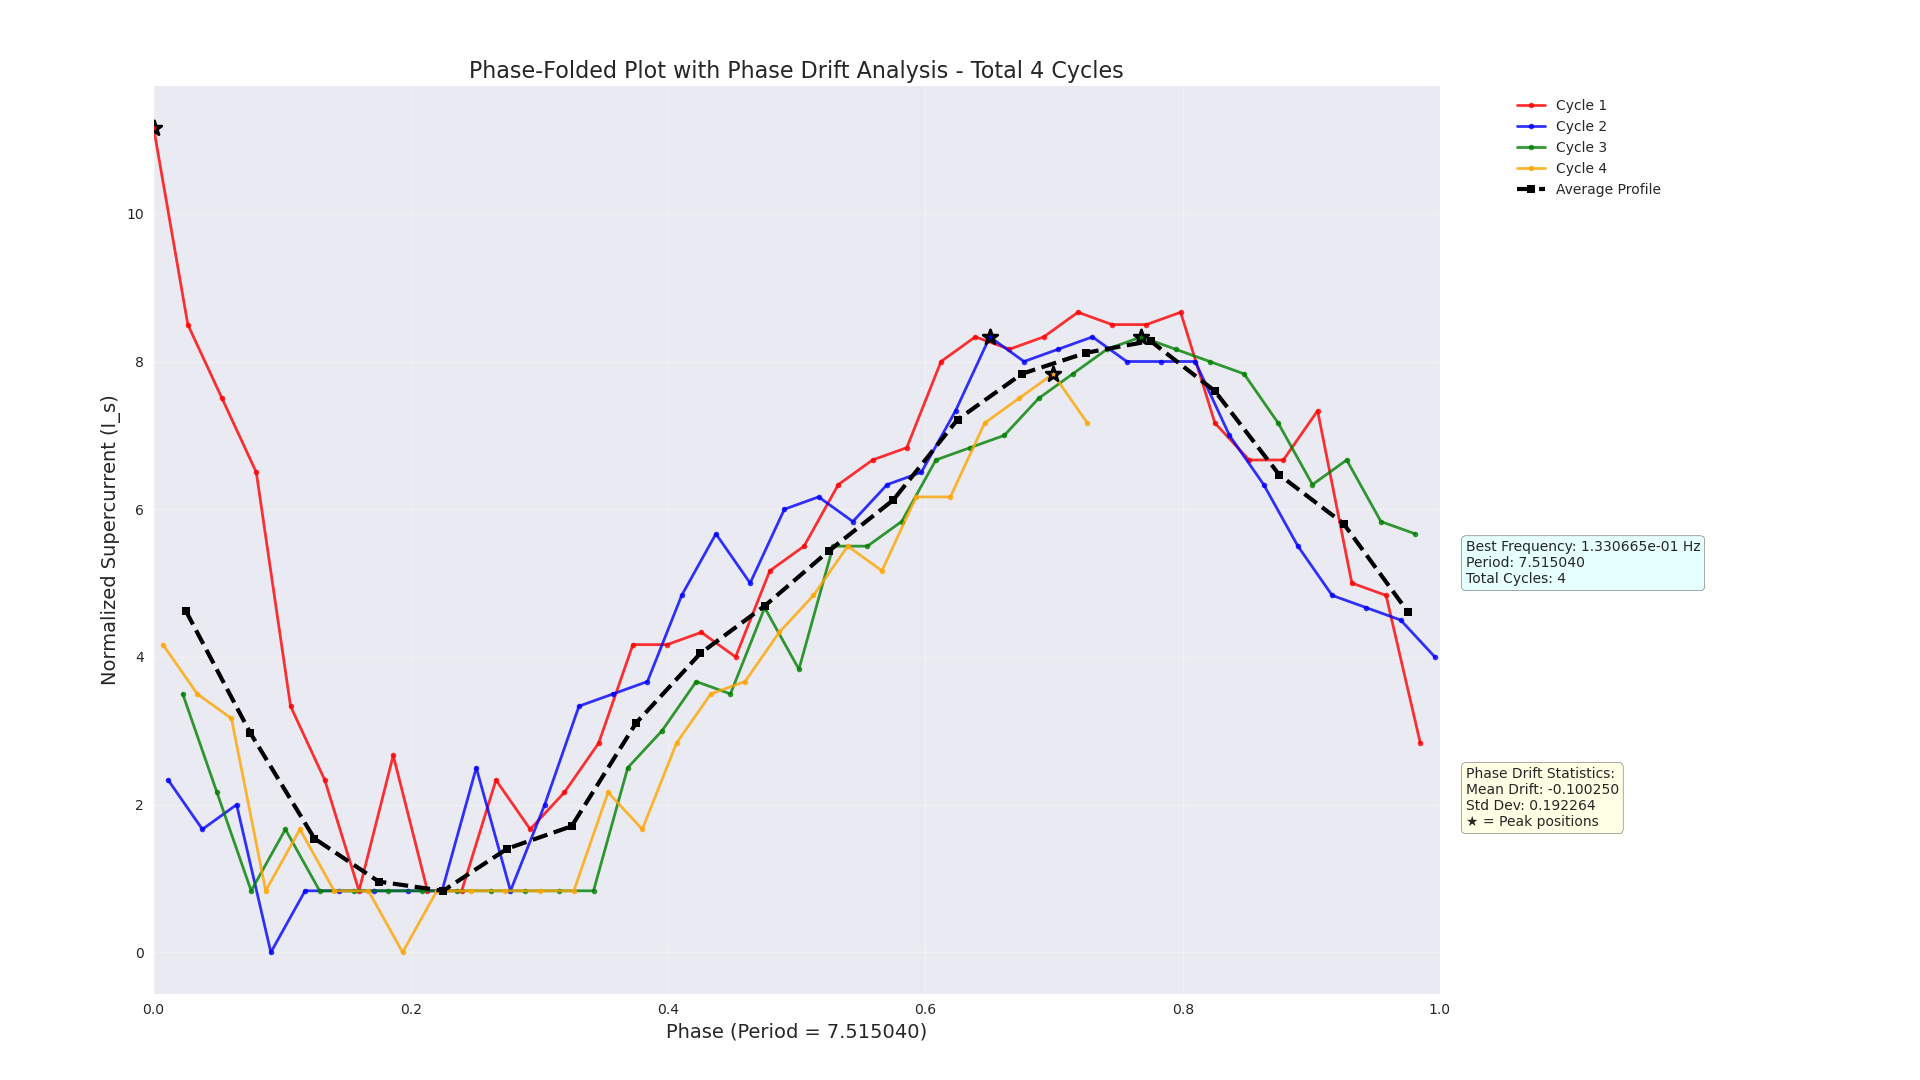 Phase-Folded Plot with Phase Drift Analysis - Total 4 Cycles
Cycle 1
Cycle 2
Cycle 3
Cycle 4
Average Profile
Normalized Supercurrent (I_s)
10
8
6
4
2
0
0.0 0.2 0.4 0.6 0.8 1.0
Phase (Period = 7.515040)
Best Frequency: 1.330665e-01 Hz
Period: 7.515040
Total Cycles: 4
Phase Drift Statistics:
Mean Drift: -0.100250
Std Dev: 0.192264
★ = Peak positions